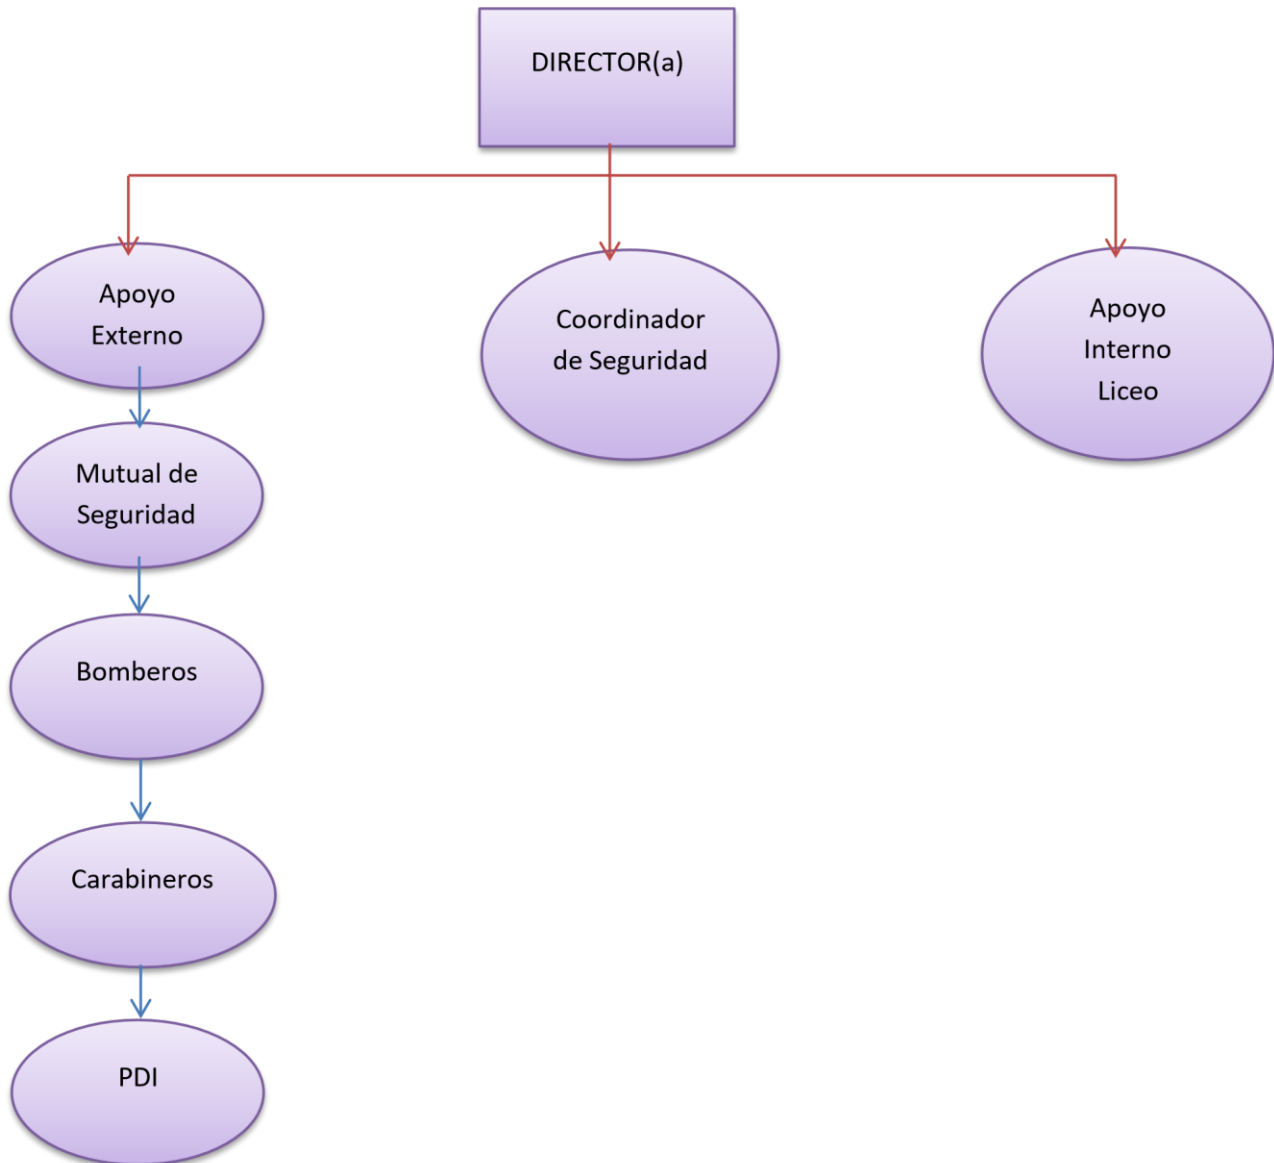 DIRECTOR(a)
Apoyo
Externo
Coordinador
de Seguridad
Apoyo
Interno
Liceo
Mutual de
Seguridad
Bomberos
Carabineros
PDI